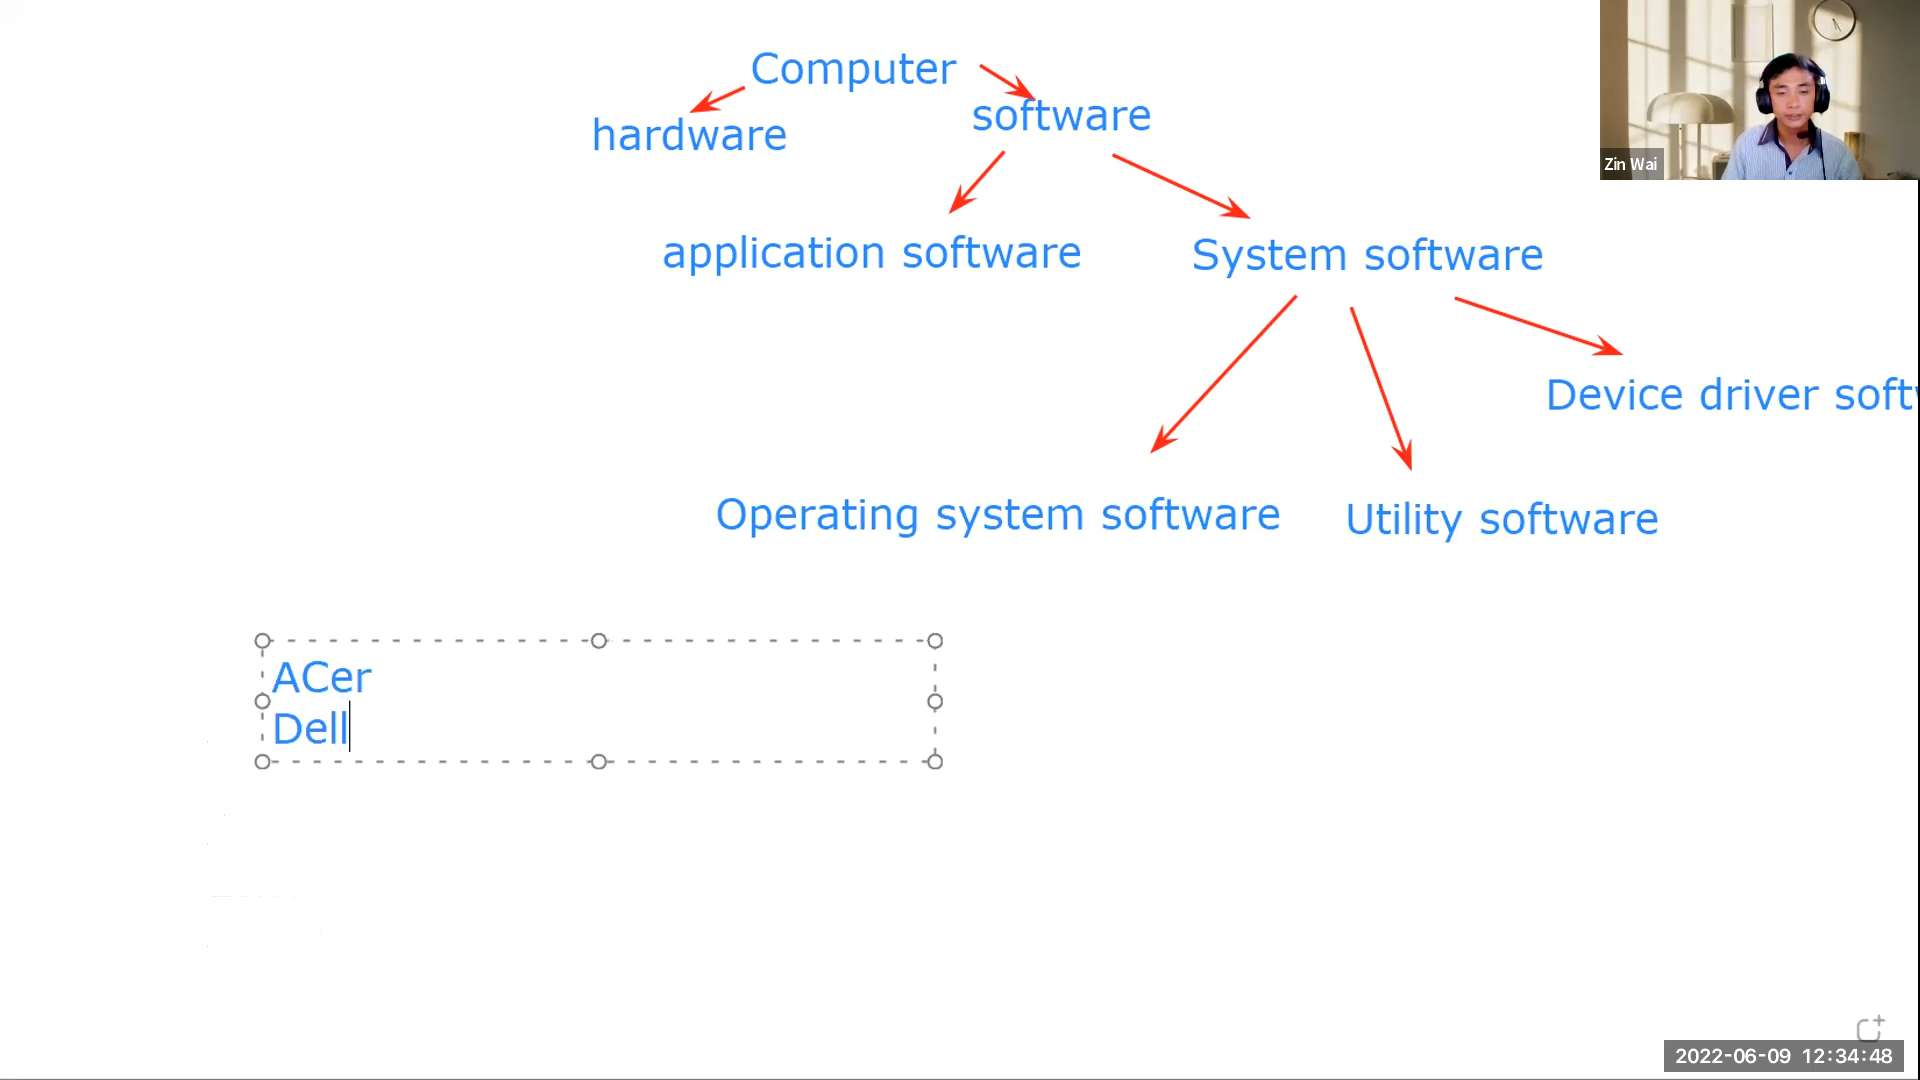 Computer
hardware
software
application software
System software
Device driver soft
Operating system software
Utility software
ACer
Dell
Zin Wai
2022-06-09 12:34:48